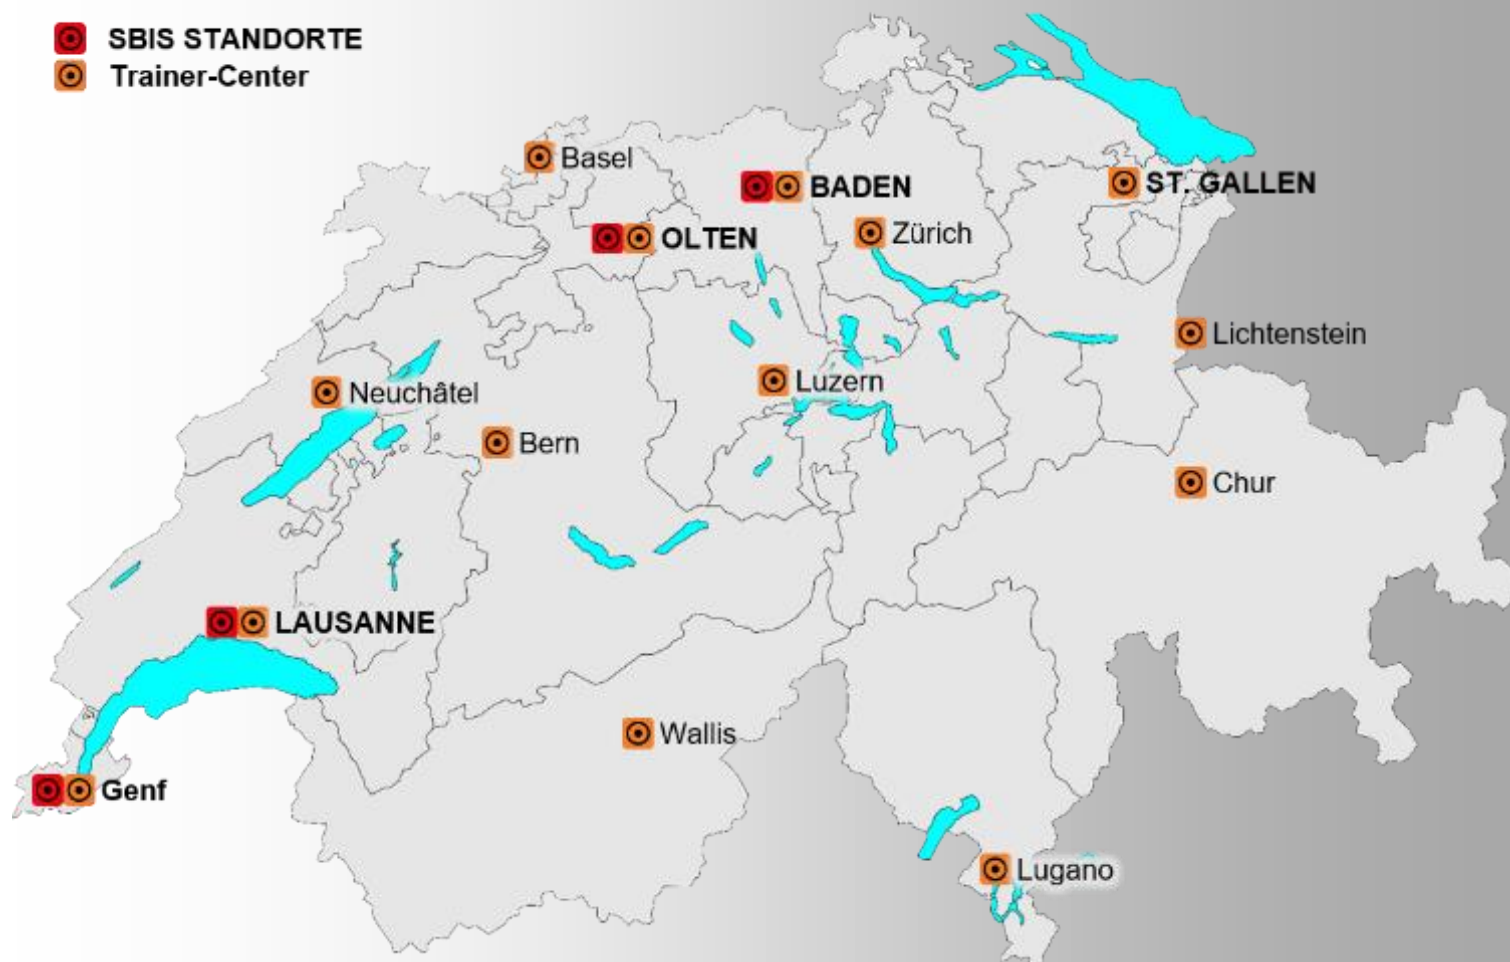 SBIS STANDORTE
Trainer-Center
Basel
BADEN
ST. GALLEN
OLTEN
Zürich
Lichtenstein
Luzern
Neuchâtel
Bern
Chur
LAUSANNE
Wallis
Genf
Lugano